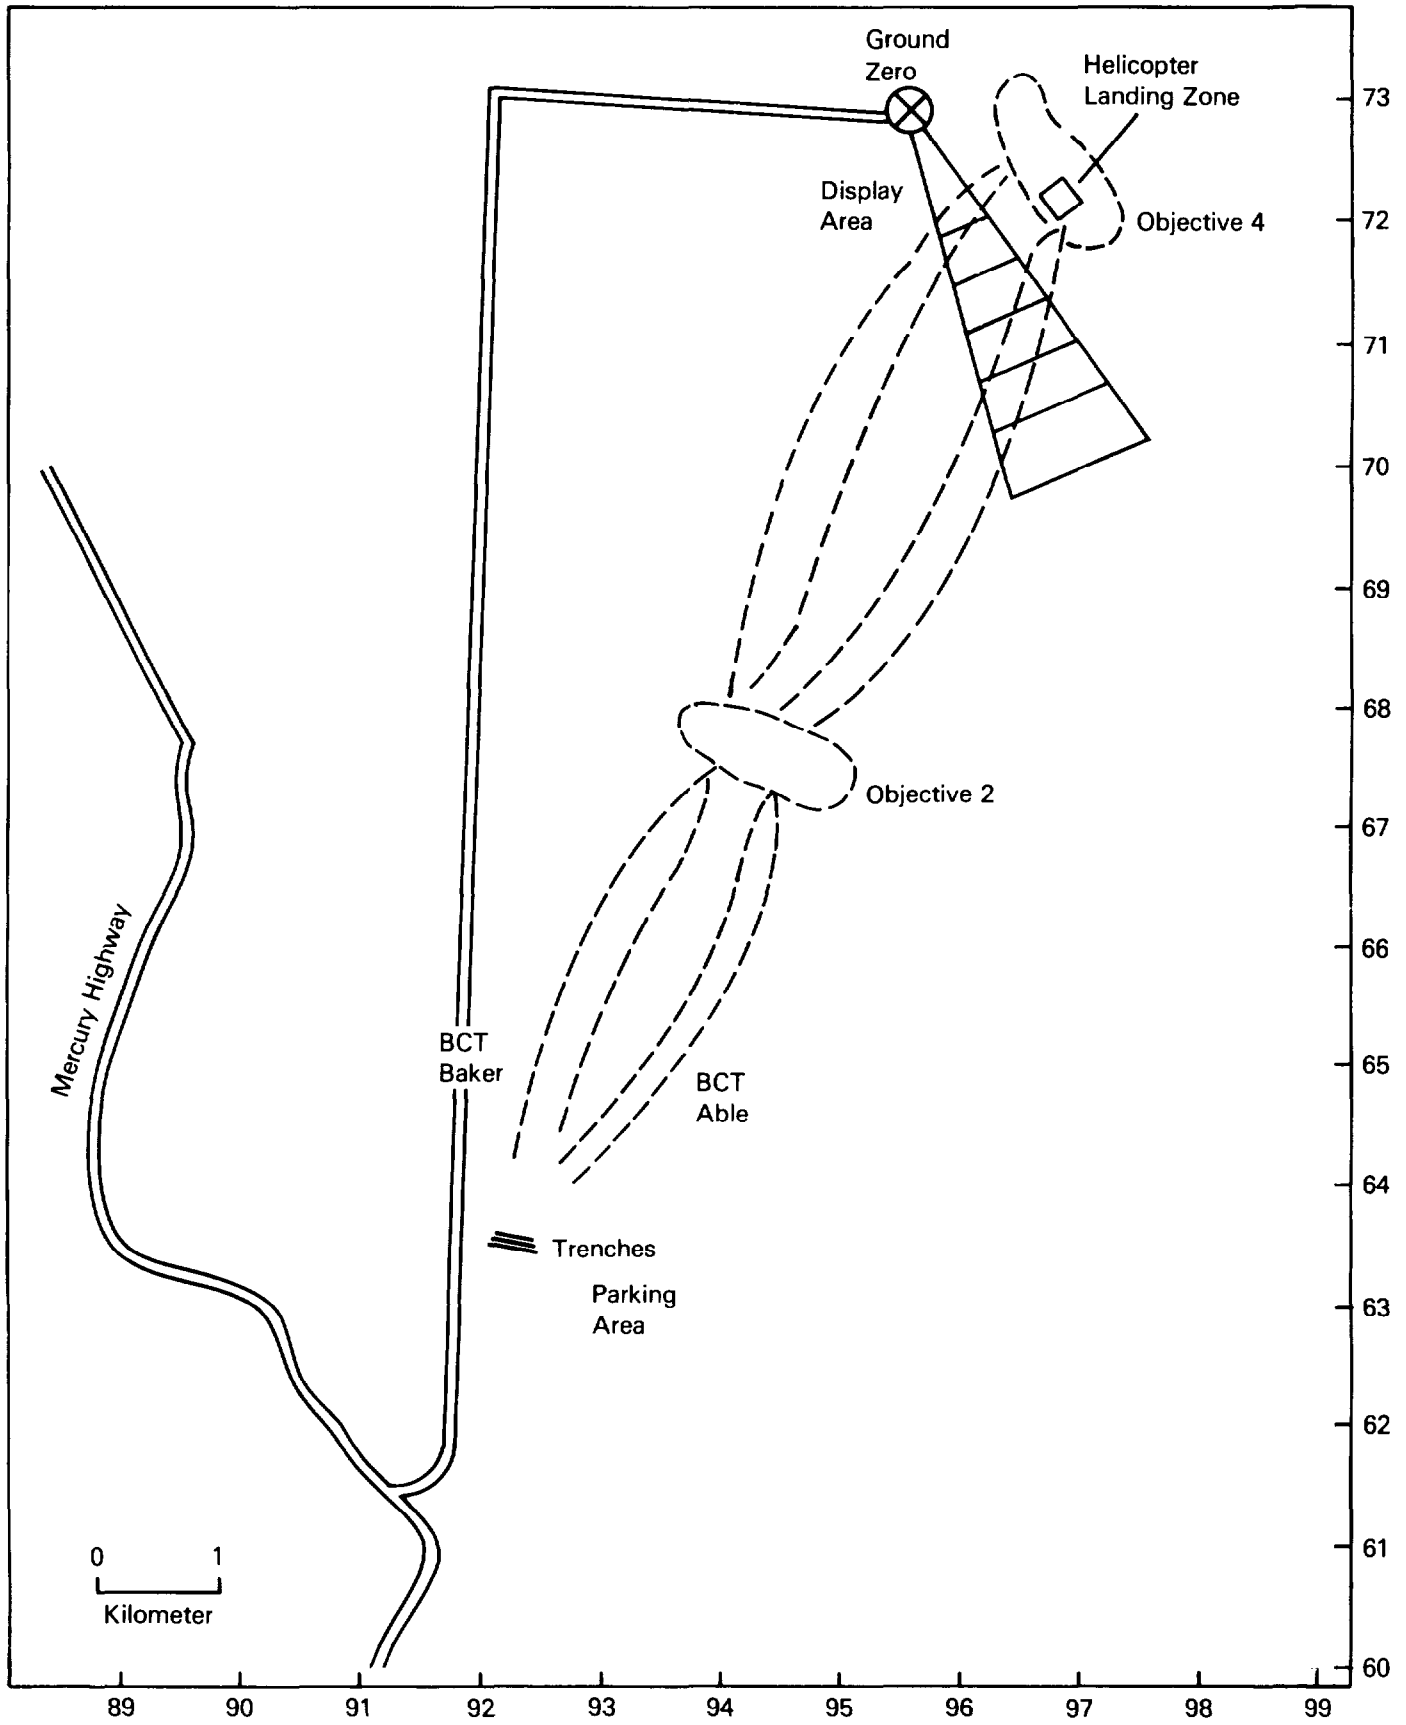 Ground
Zero
Helicopter
Landing Zone
73
Display
Area
72
Objective 4
71
70
69
68
Objective 2
67
Mercury Highway
66
BCT
Baker
65
BCT
Able
64
Trenches
Parking
Area
63
62
61
0 1
Kilometer
60
89 90 91 92 93 94 95 96 97 98 99